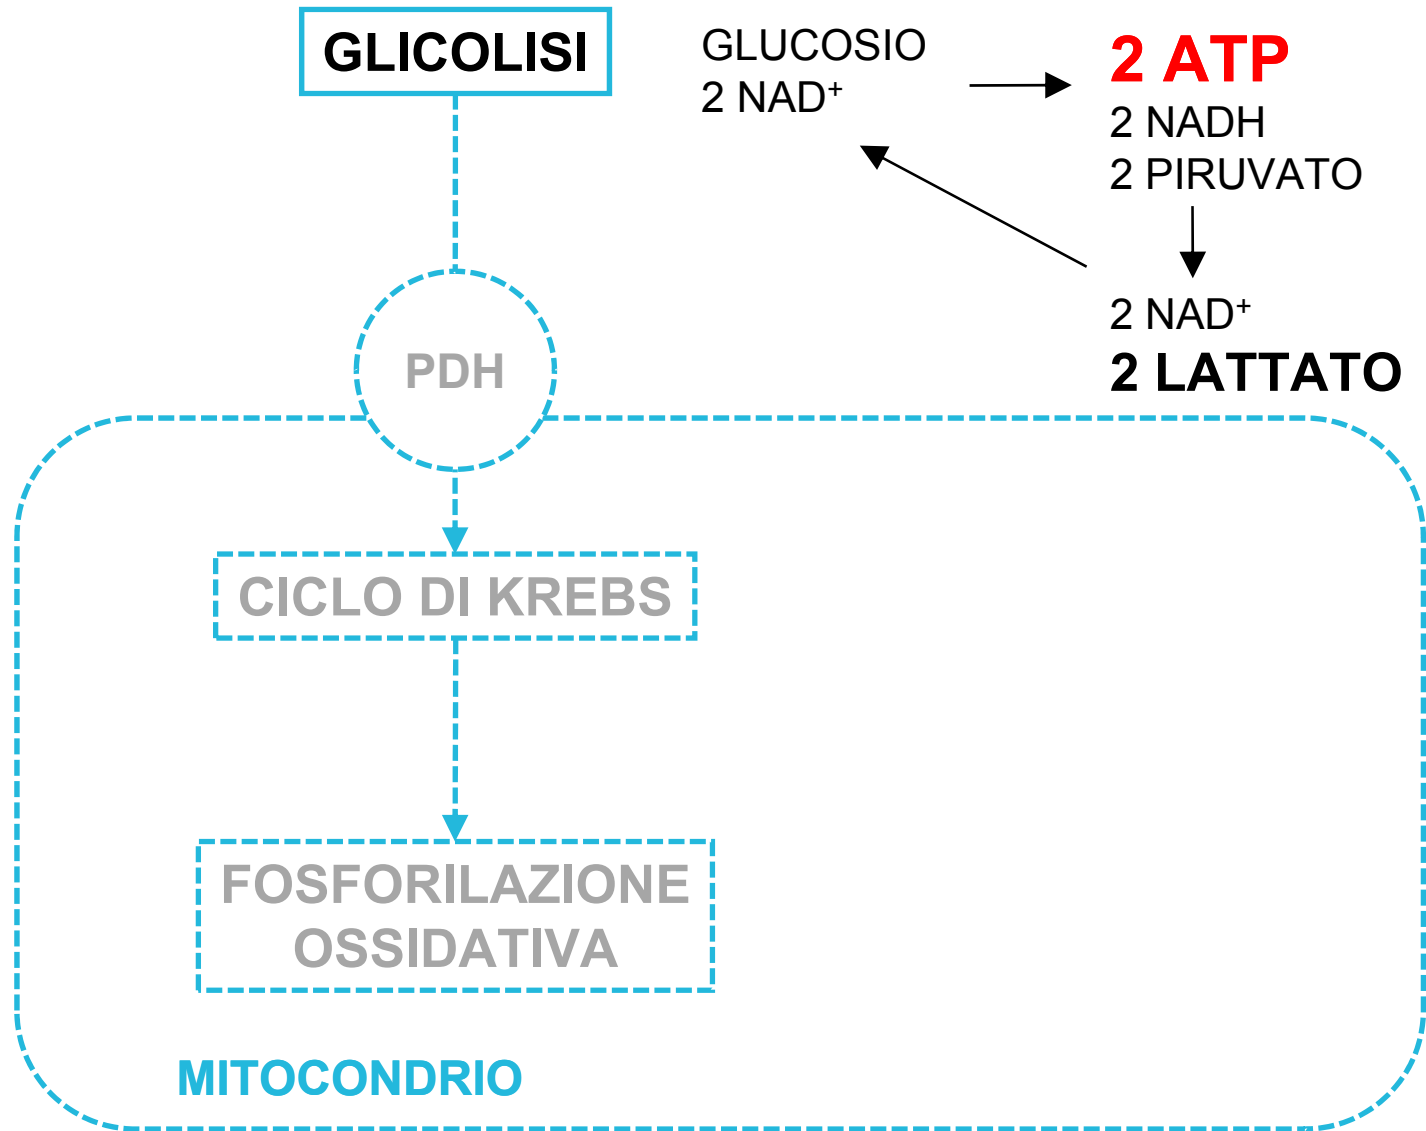 GLICOLISI
GLUCOSIO
2 NAD⁺
2 ATP
2 NADH
2 PIRUVATO
2 NAD⁺
2 LATTATO
PDH
CICLO DI KREBS
FOSFORILAZIONE
OSSIDATIVA
MITOCONDRIO